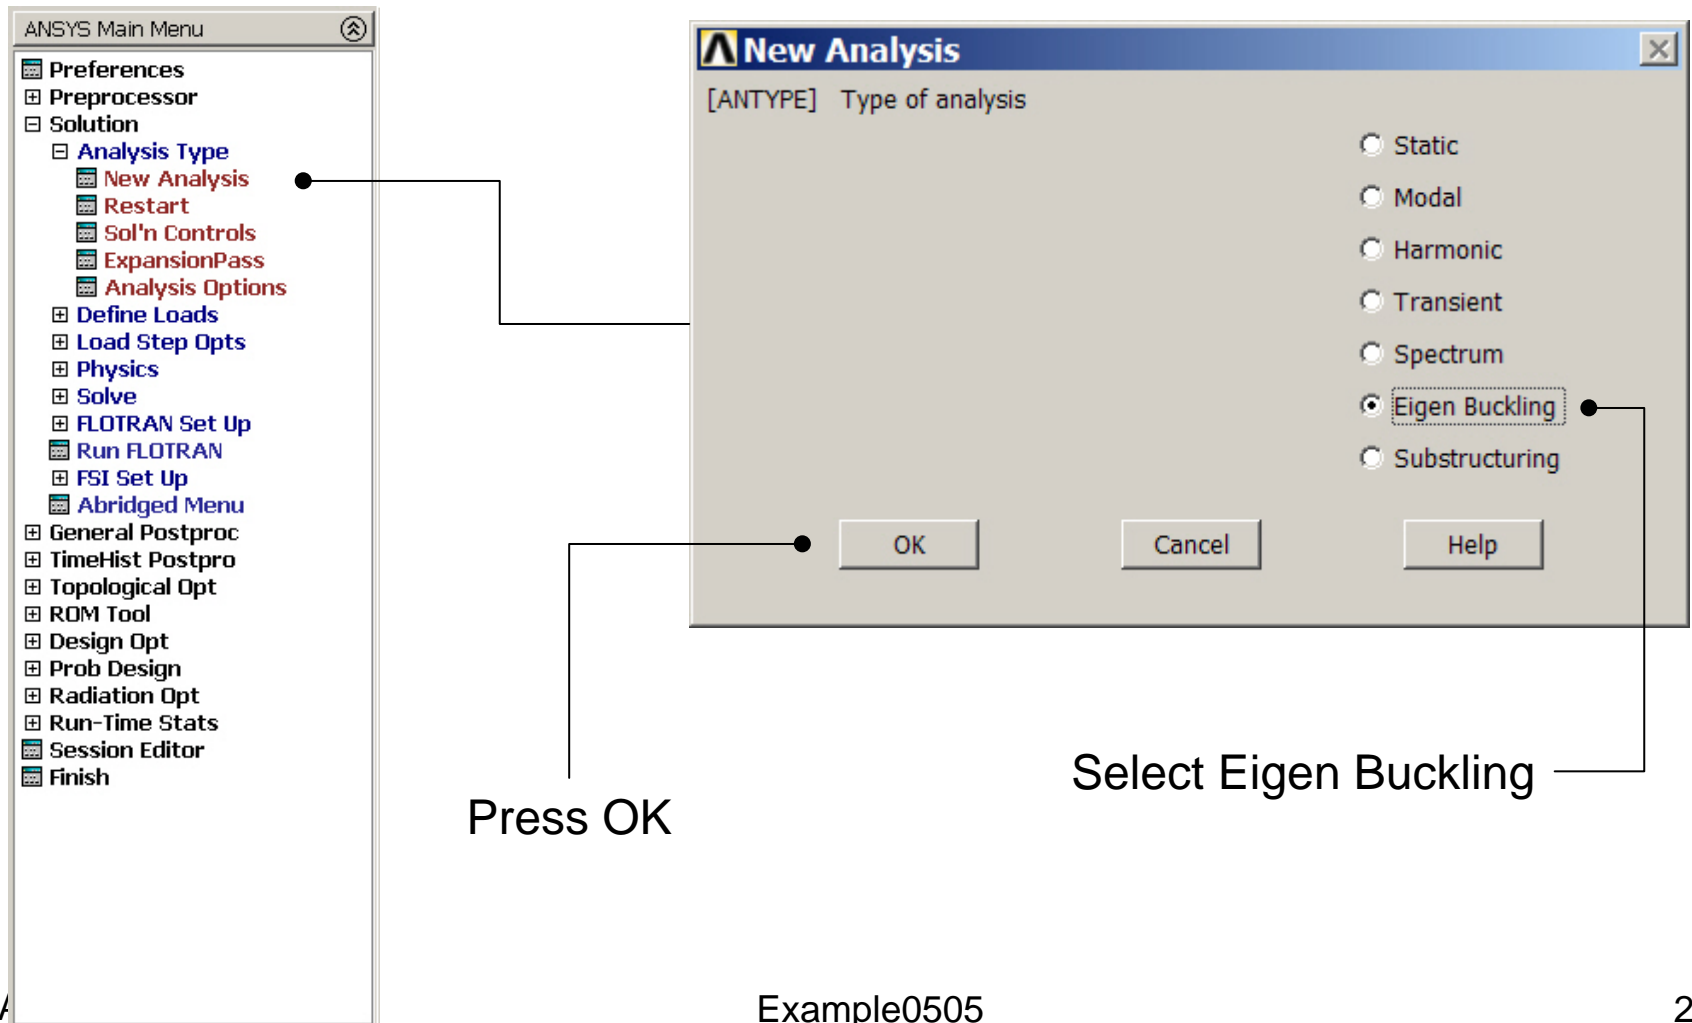 ANSYS Main Menu
Preferences
Preprocessor
Solution
Analysis Type
New Analysis
Restart
Sol'n Controls
ExpansionPass
Analysis Options
Define Loads
Load Step Opts
Physics
Solve
FLOTRAN Set Up
Run FLOTRAN
FSI Set Up
Abridged Menu
General Postproc
TimeHist Postpro
Topological Opt
ROM Tool
Design Opt
Prob Design
Radiation Opt
Run-Time Stats
Session Editor
Finish
New Analysis
[ANTYPE] Type of analysis
Static
Modal
Harmonic
Transient
Spectrum
Eigen Buckling
Substructuring
OK Cancel Help
Select Eigen Buckling
Press OK
Example0505 2